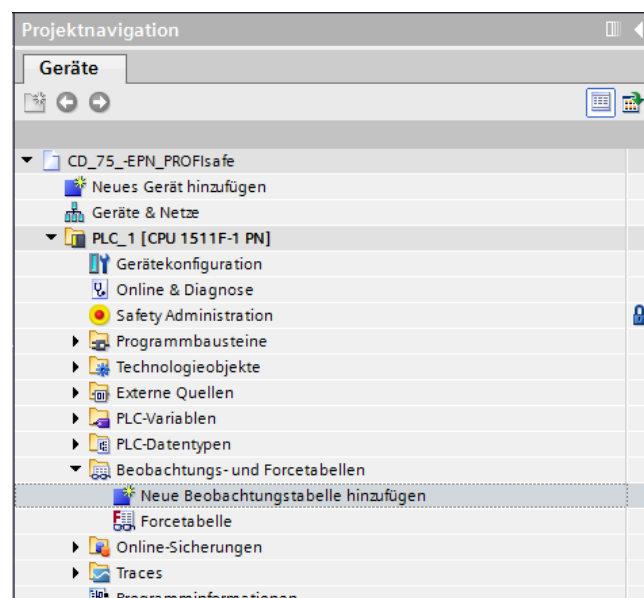 Projektnavigation
Geräte
CD_75_-EPN_PROFIsafe
Neues Gerät hinzufügen
Geräte & Netze
PLC_1 [CPU 1511F-1 PN]
Gerätekonfiguration
Online & Diagnose
Safety Administration
Programmbausteine
Technologieobjekte
Externe Quellen
PLC-Variablen
PLC-Datentypen
Beobachtungs- und Forcetabellen
Neue Beobachtungstabelle hinzufügen
Forcetabelle
Online-Sicherungen
Traces
Programminformationen